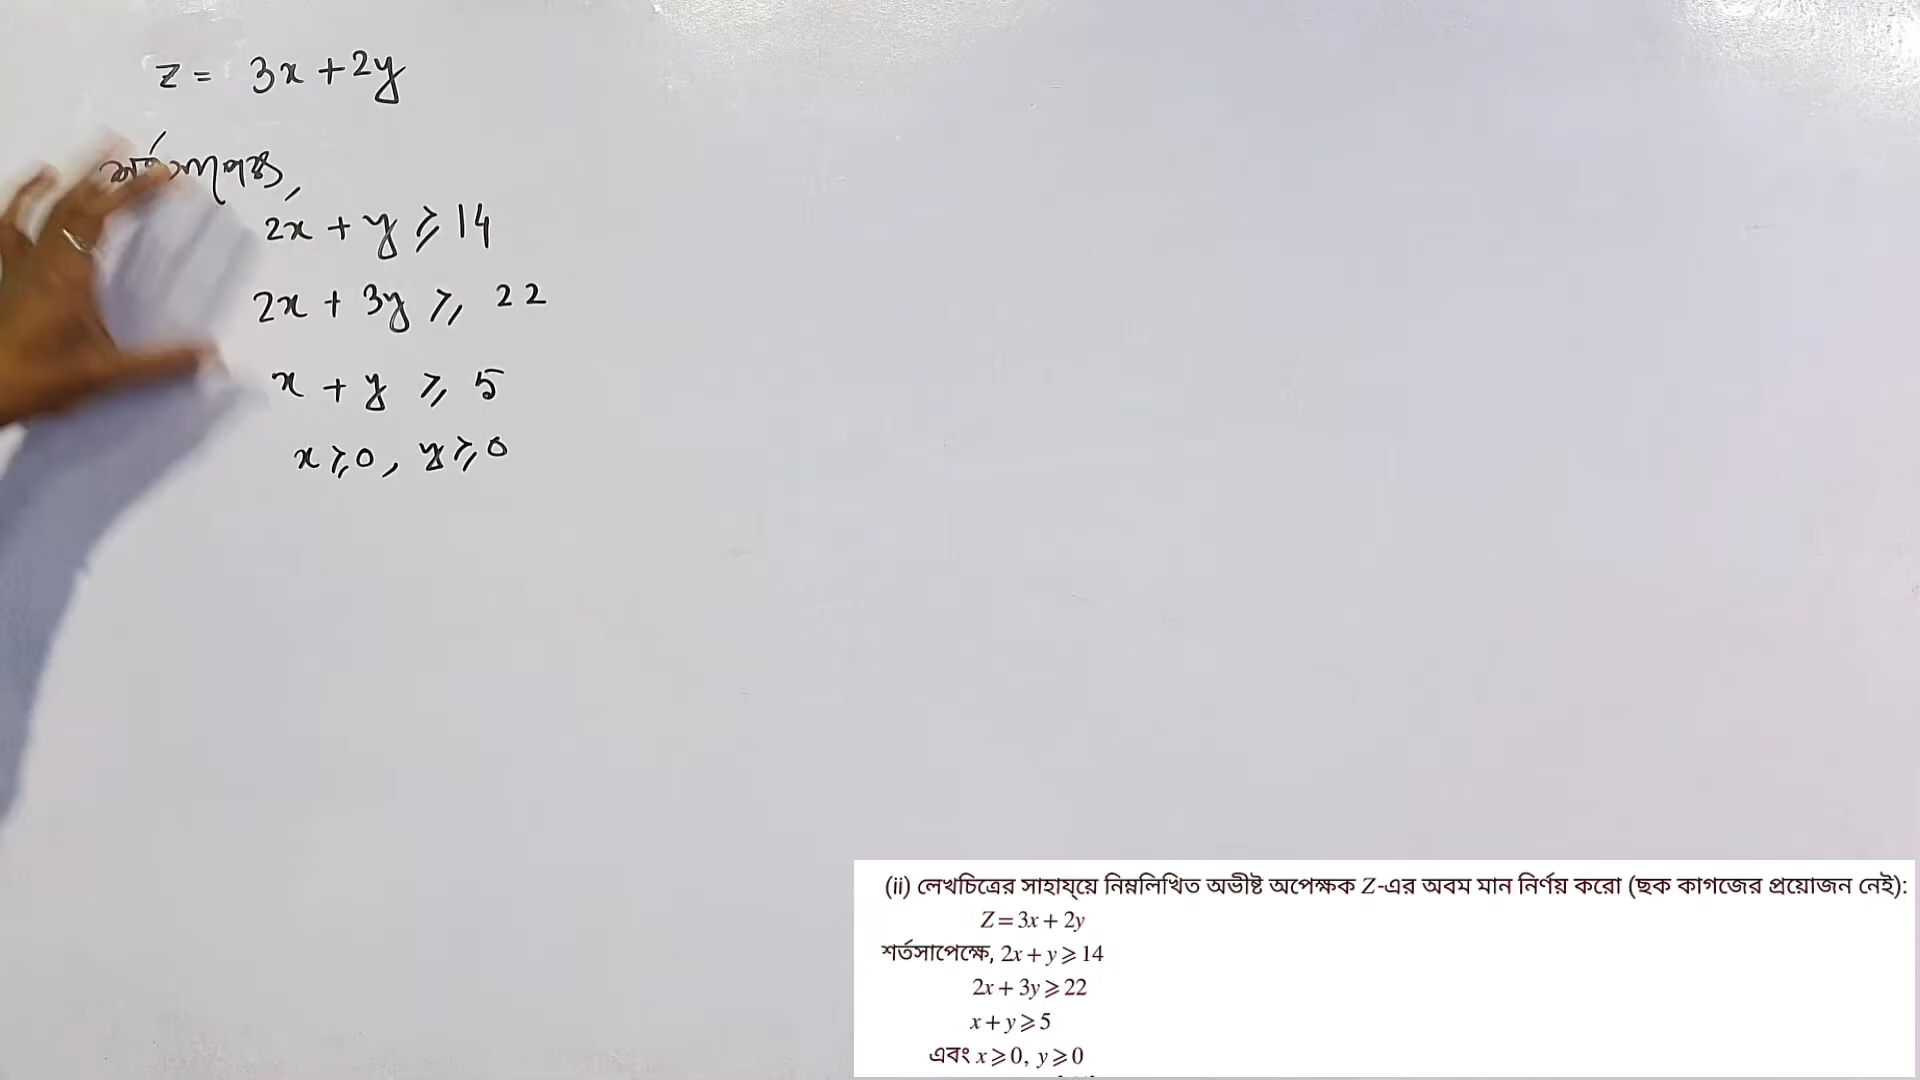 z = 3x + 2y
শর্তসাপেক্ষে,
2x + y ⩾ 14
2x + 3y ⩾ 22
x + y ⩾ 5
x ⩾ 0, y ⩾ 0
(ii) লেখচিত্রের সাহায্যে নিম্নলিখিত অভীষ্ট অপেক্ষক Z-এর অবম মান নির্ণয় করো (ছক কাগজের প্রয়োজন নেই):
Z = 3x + 2y
শর্তসাপেক্ষে, 2x + y ⩾ 14
2x + 3y ⩾ 22
x + y ⩾ 5
এবং x ⩾ 0, y ⩾ 0